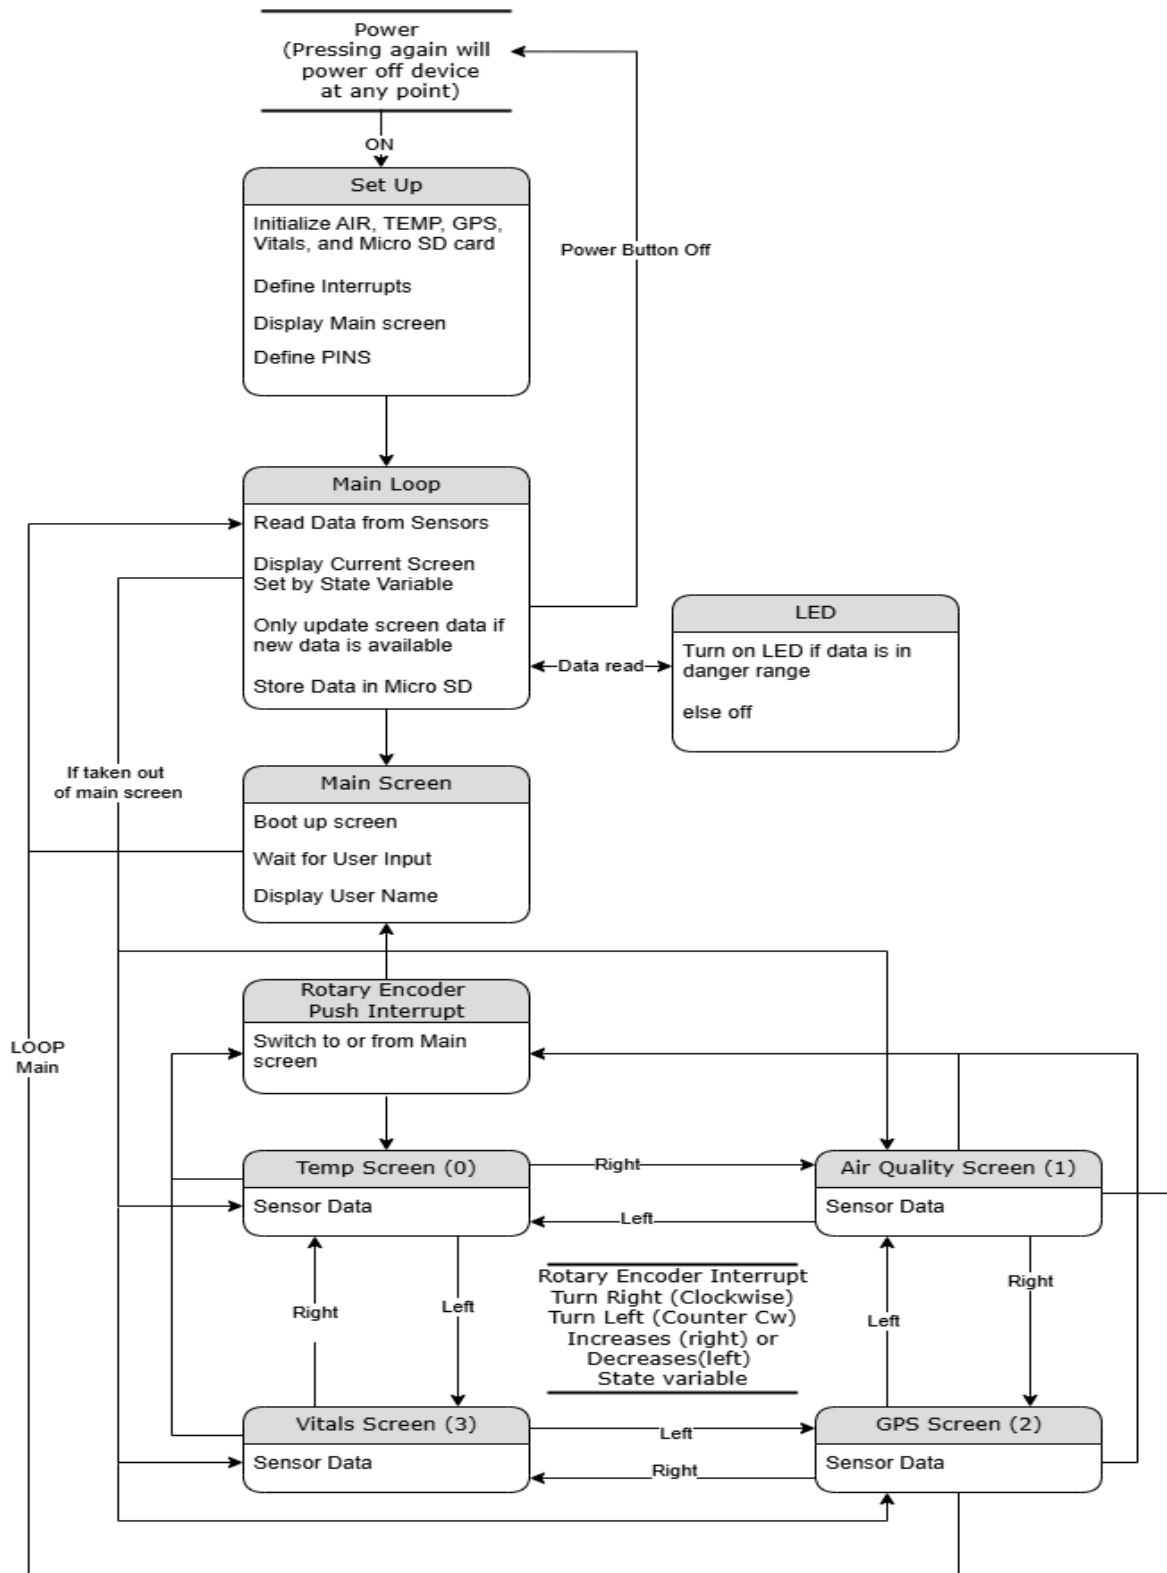 Power
(Pressing again will
power off device
at any point)
ON
Set Up
Initialize AIR, TEMP, GPS,
Vitals, and Micro SD card
Define Interrupts
Display Main screen
Define PINS
Power Button Off
Main Loop
Read Data from Sensors
Display Current Screen
Set by State Variable
Only update screen data if
new data is available
Store Data in Micro SD
Data read
LED
Turn on LED if data is in
danger range
else off
If taken out
of main screen
Main Screen
Boot up screen
Wait for User Input
Display User Name
LOOP
Main
Rotary Encoder
Push Interrupt
Switch to or from Main
screen
Temp Screen (0)
Sensor Data
Right
Left
Air Quality Screen (1)
Sensor Data
Right
Left
Rotary Encoder Interrupt
Turn Right (Clockwise)
Turn Left (Counter Cw)
Increases (right) or
Decreases(left)
State variable
Left
Right
Vitals Screen (3)
Sensor Data
Left
Right
GPS Screen (2)
Sensor Data